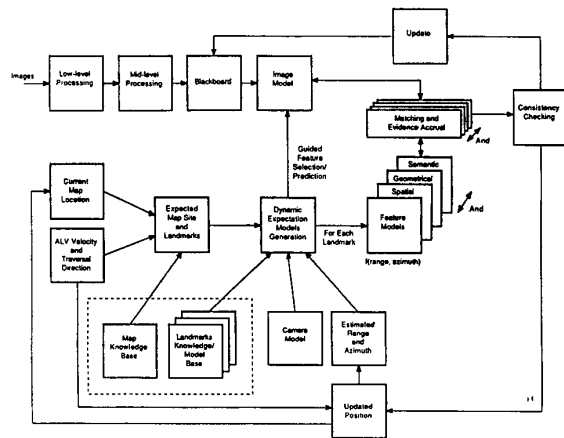 Update
Images
Low-level
Processing
Mid-level
Processing
Blackboard
Image
Model
Matching and
Evidence Accrual
Consistency
Checking
And
Guided
Feature
Selection/
Prediction
Semantic
Geometrical
Spatial
Feature
Models
And
f(range, azimuth)
Current
Map
Location
Expected
Map Site
and
Landmarks
Dynamic
Expectation
Models
Generation
For Each
Landmark
ALV Velocity
and
Traversal
Direction
Map
Knowledge
Base
Landmarks
Knowledge/
Model
Base
Camera
Model
Estimated
Range
and
Azimuth
Updated
Position